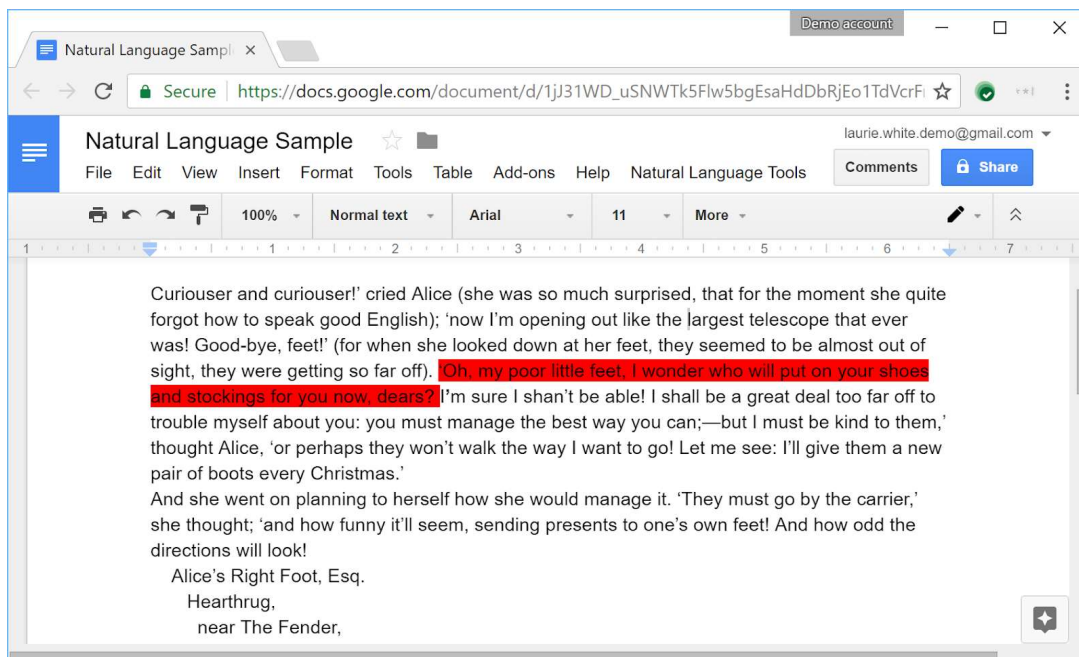 Demo account
Natural Language Sampl
Secure https://docs.google.com/document/d/1jJ31WD_uSNWTk5Flw5bgEsaHdDbRjEo1TdVcrFi
Natural Language Sample
laurie.white.demo@gmail.com
File Edit View Insert Format Tools Table Add-ons Help Natural Language Tools
Comments Share
100% Normal text Arial 11 More
1 1 2 3 4 5 6 7
Curiouser and curiouser!’ cried Alice (she was so much surprised, that for the moment she quite
forgot how to speak good English); ‘now I’m opening out like the largest telescope that ever
was! Good-bye, feet!’ (for when she looked down at her feet, they seemed to be almost out of
sight, they were getting so far off). ‘Oh, my poor little feet, I wonder who will put on your shoes
and stockings for you now, dears? I’m sure I shan’t be able! I shall be a great deal too far off to
trouble myself about you: you must manage the best way you can;—but I must be kind to them,’
thought Alice, ‘or perhaps they won’t walk the way I want to go! Let me see: I’ll give them a new
pair of boots every Christmas.’
And she went on planning to herself how she would manage it. ‘They must go by the carrier,’
she thought; ‘and how funny it’ll seem, sending presents to one’s own feet! And how odd the
directions will look!
Alice’s Right Foot, Esq.
Hearthrug,
near The Fender,